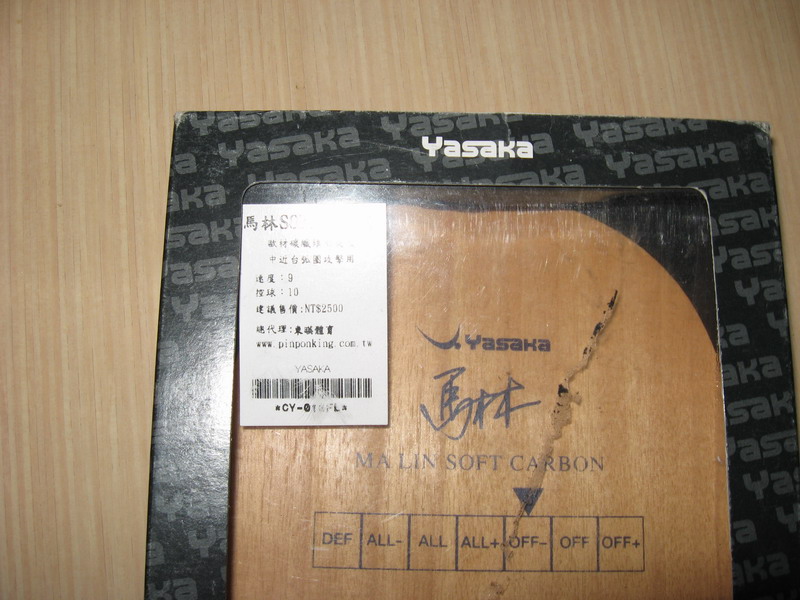 Yasaka
馬林
中近台弧圈攻擊用
速度：9
控球：10
建議售價:NT$2500
總代理:東琪體育
www.pinponking.com.tw
YASAKA
Yasaka
馬林
MA LIN SOFT CARBON
DEF ALL- ALL ALL+ OFF- OFF OFF+